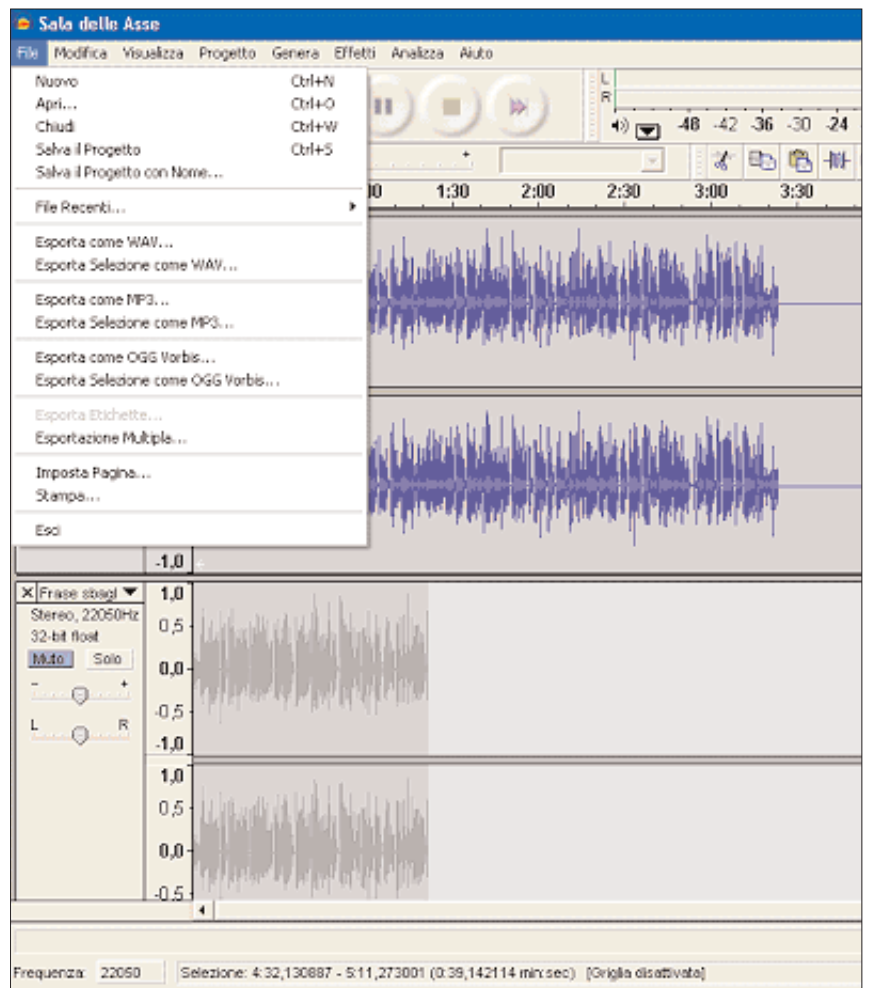 Sala delle Asse
File Modifica Visualizza Progetto Genera Effetti Analizza Aiuto
Nuovo Ctrl+N
Apri... Ctrl+O
Chiudi Ctrl+W
Salva il Progetto Ctrl+S
Salva il Progetto con Nome...
File Recenti...
Esporta come WAV...
Esporta Selezione come WAV...
Esporta come MP3...
Esporta Selezione come MP3...
Esporta come OGG Vorbis...
Esporta Selezione come OGG Vorbis...
Esporta Etichette...
Esportazione Multipla...
Imposta Pagina...
Stampa...
Esci
L
R
-48 -42 -36 -30 -24
+
1:30 2:00 2:30 3:00 3:30
-1,0
X Frase sbagl
Stereo, 22050Hz
32-bit float
Muto Solo
- +
L R
1,0
0,5
0,0
-0,5
-1,0
1,0
0,5
0,0
-0,5
Frequenza: 22050 Selezione: 4:32,130887 - 5:11,273001 (0:39,142114 min:sec) [Griglia disattivata]